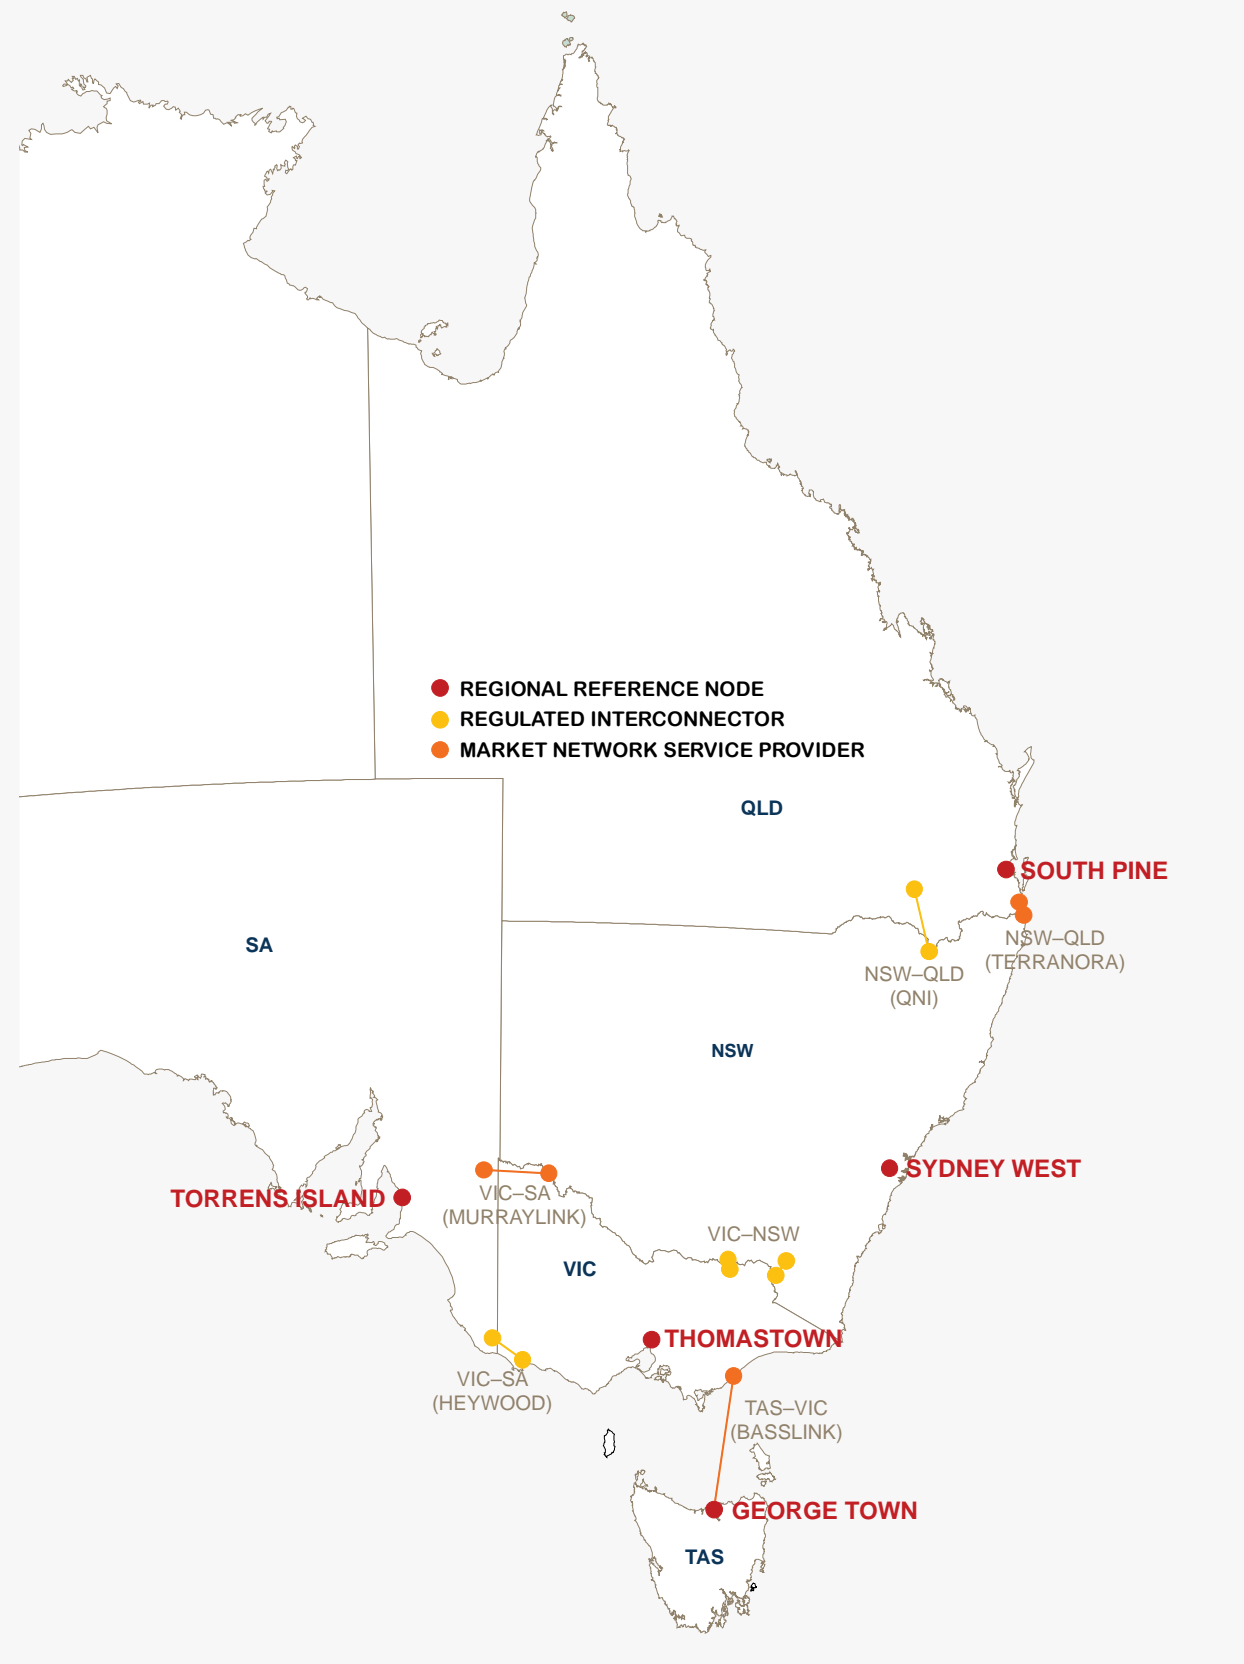 REGIONAL REFERENCE NODE
REGULATED INTERCONNECTOR
MARKET NETWORK SERVICE PROVIDER
QLD
SOUTH PINE
SA
NSW–QLD
(TERRANORA)
NSW–QLD
(QNI)
NSW
SYDNEY WEST
TORRENS ISLAND
VIC–SA
(MURRAYLINK)
VIC–NSW
VIC
THOMASTOWN
VIC–SA
(HEYWOOD)
TAS–VIC
(BASSLINK)
GEORGE TOWN
TAS